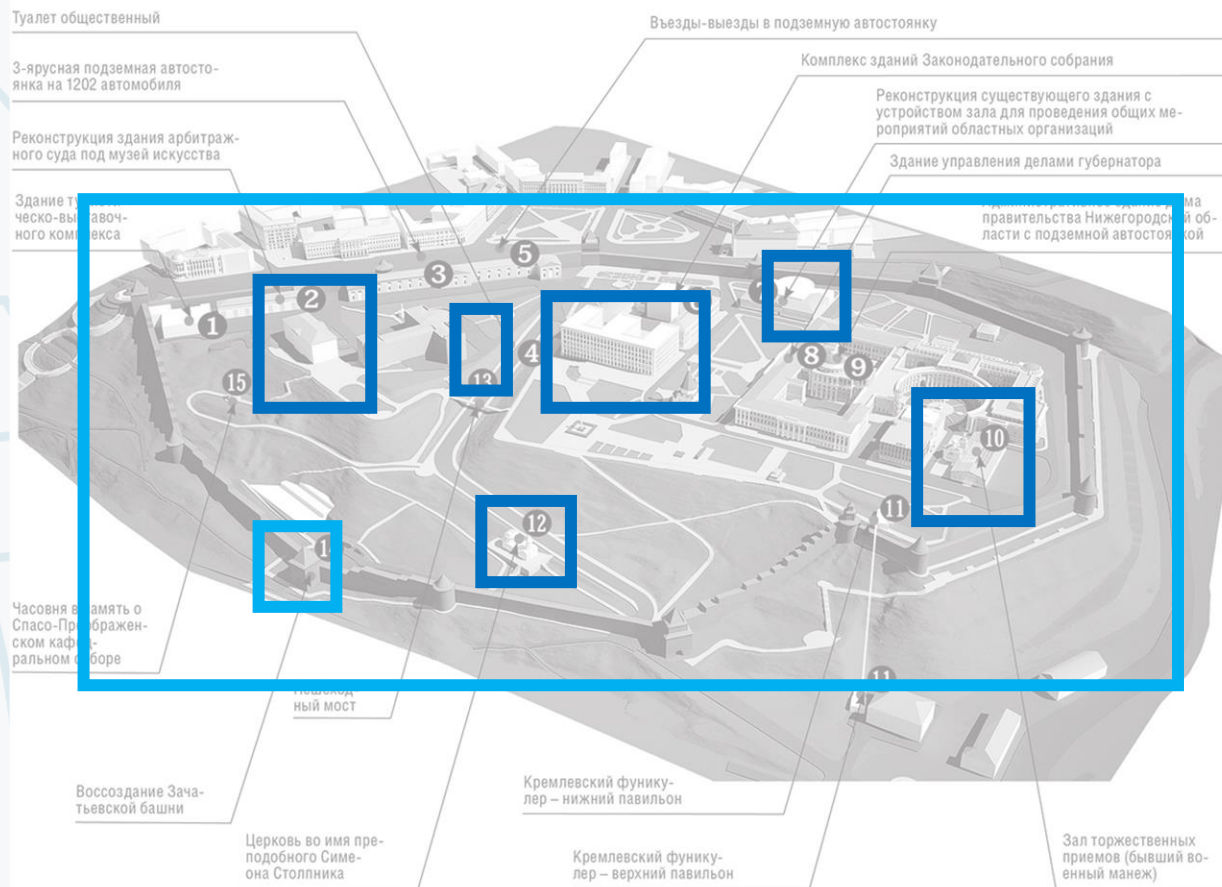 Туалет общественный
3-ярусная подземная автосто-
янка на 1202 автомобиля
Реконструкция здания арбитраж-
ного суда под музей искусства
Здание
ного комплекса
Въезды-выезды в подземную автостоянку
Комплекс зданий Законодательного собрания
Реконструкция существующего здания с
устройством зала для проведения общих ме-
роприятий областных организаций
Здание управления делами губернатора
правительства Нижегородской об-
ласти с подземной автостоянкой
5
3
2
1
4
13
15
8
9
10
11
12
11
Часовня в память о
Спасо-Преображен-
ском
ральном
ный мост
Воссоздание Зача-
тьевской башни
Церковь во имя пре-
подобного Симе-
она Столпника
Кремлевский фунику-
лер – нижний павильон
Кремлевский фунику-
лер – верхний павильон
Зал торжественных
приемов (бывший во-
енный манеж)